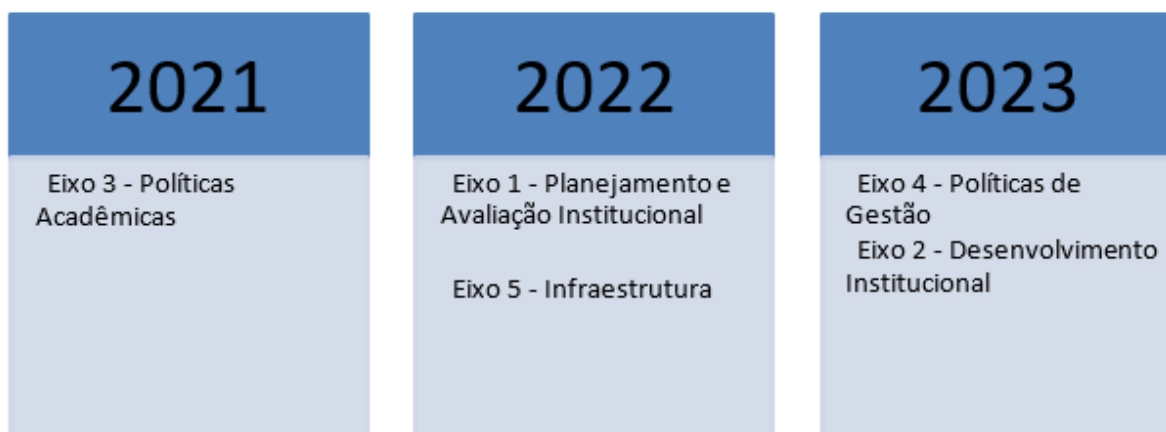 2021
Eixo 3 - Políticas
Acadêmicas
2022
Eixo 1 - Planejamento e
Avaliação Institucional
Eixo 5 - Infraestrutura
2023
Eixo 4 - Políticas de
Gestão
Eixo 2 - Desenvolvimento
Institucional